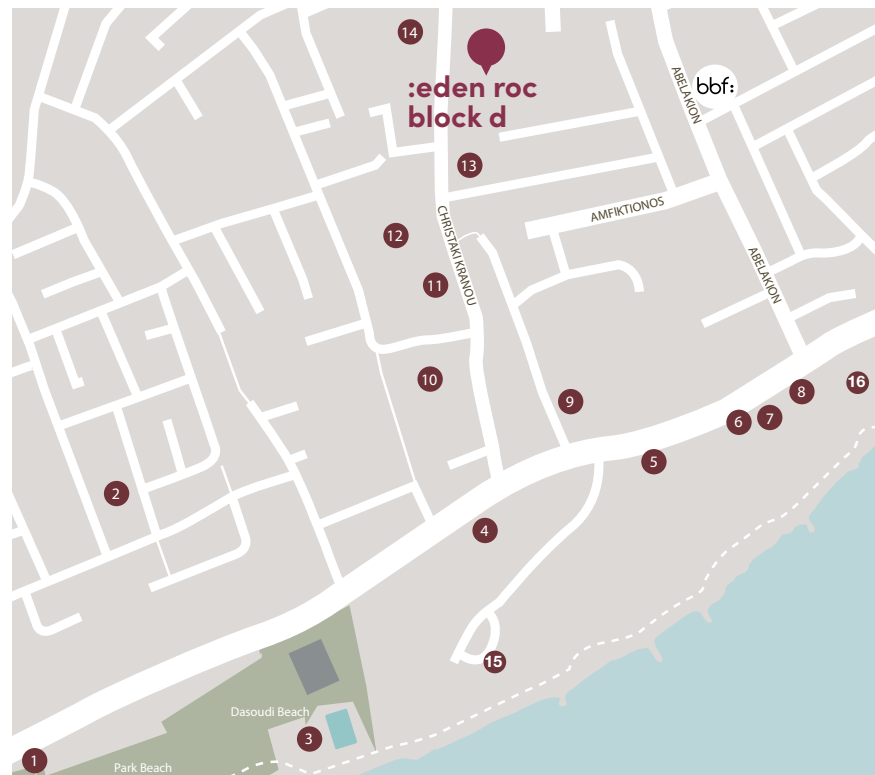 14
:eden roc
block d
bbf:
ABELAKION
13
AMFIKTIONOS
12
CHRISTAKI KRANOU
11
ABELAKION
10
9
16
8
7
6
5
2
4
15
Dasoudi Beach
3
1
Park Beach